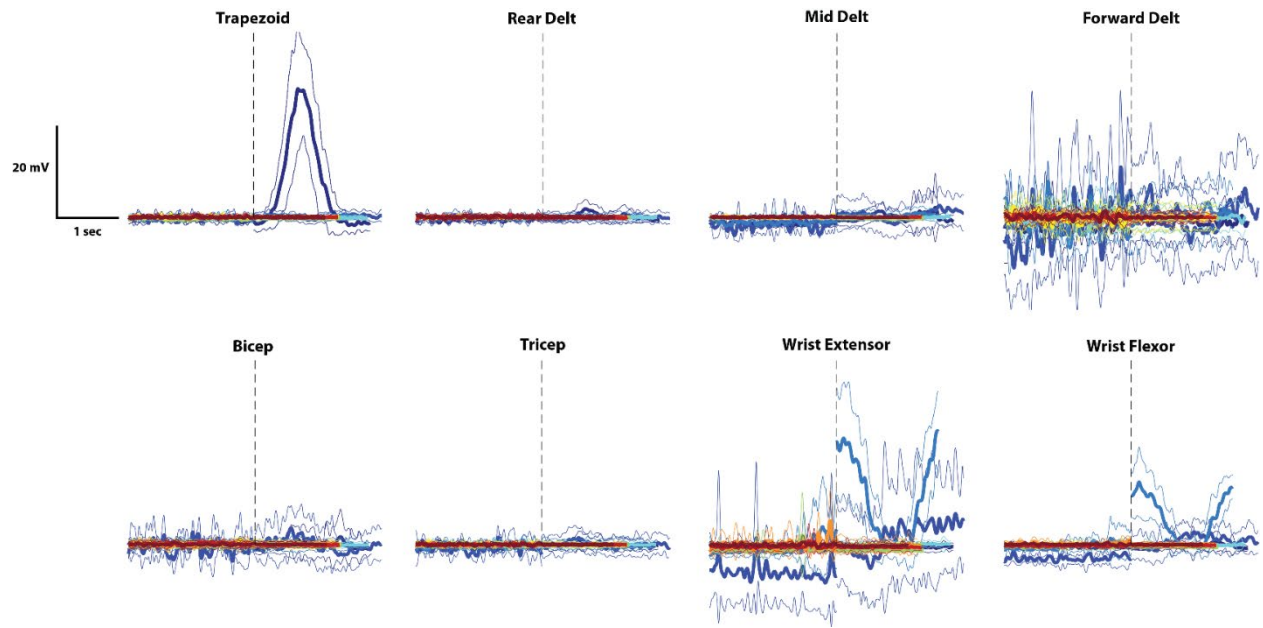 Trapezoid
Rear Delt
Mid Delt
Forward Delt
20 mV
1 sec
Bicep
Tricep
Wrist Extensor
Wrist Flexor